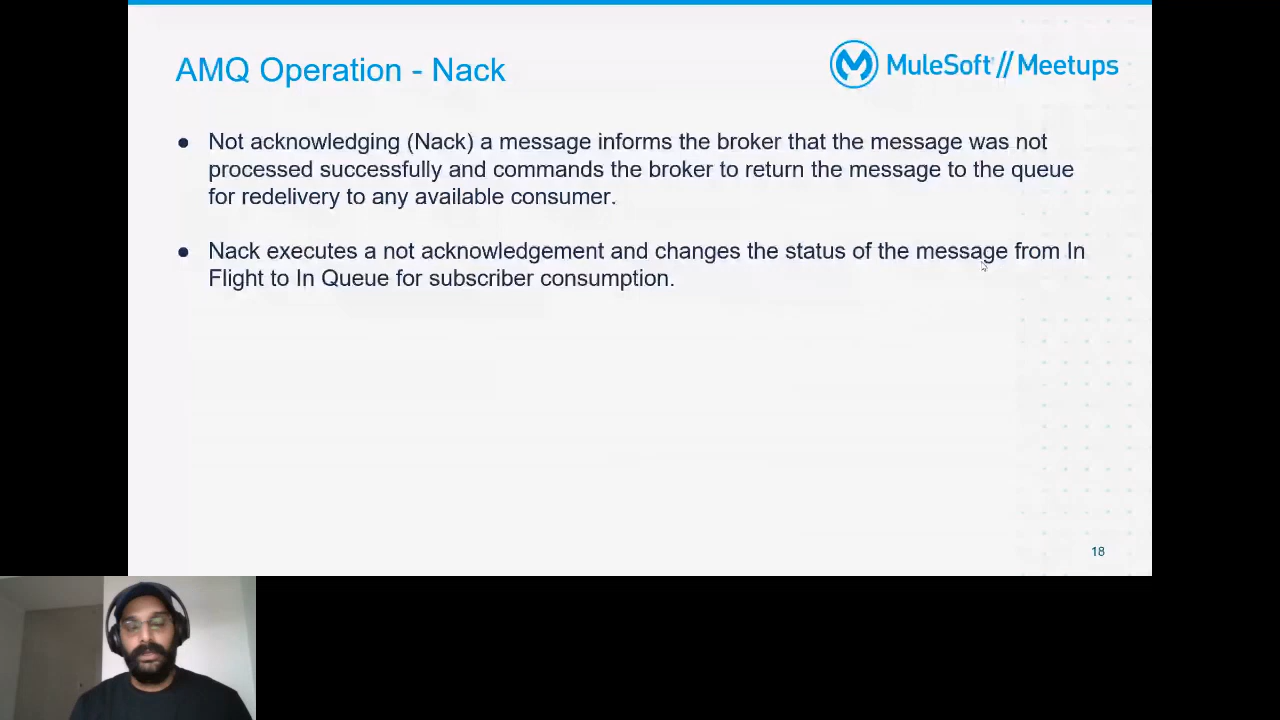 AMQ Operation - Nack
MuleSoft // Meetups
● Not acknowledging (Nack) a message informs the broker that the message was not
processed successfully and commands the broker to return the message to the queue
for redelivery to any available consumer.
● Nack executes a not acknowledgement and changes the status of the message from In
Flight to In Queue for subscriber consumption.
18